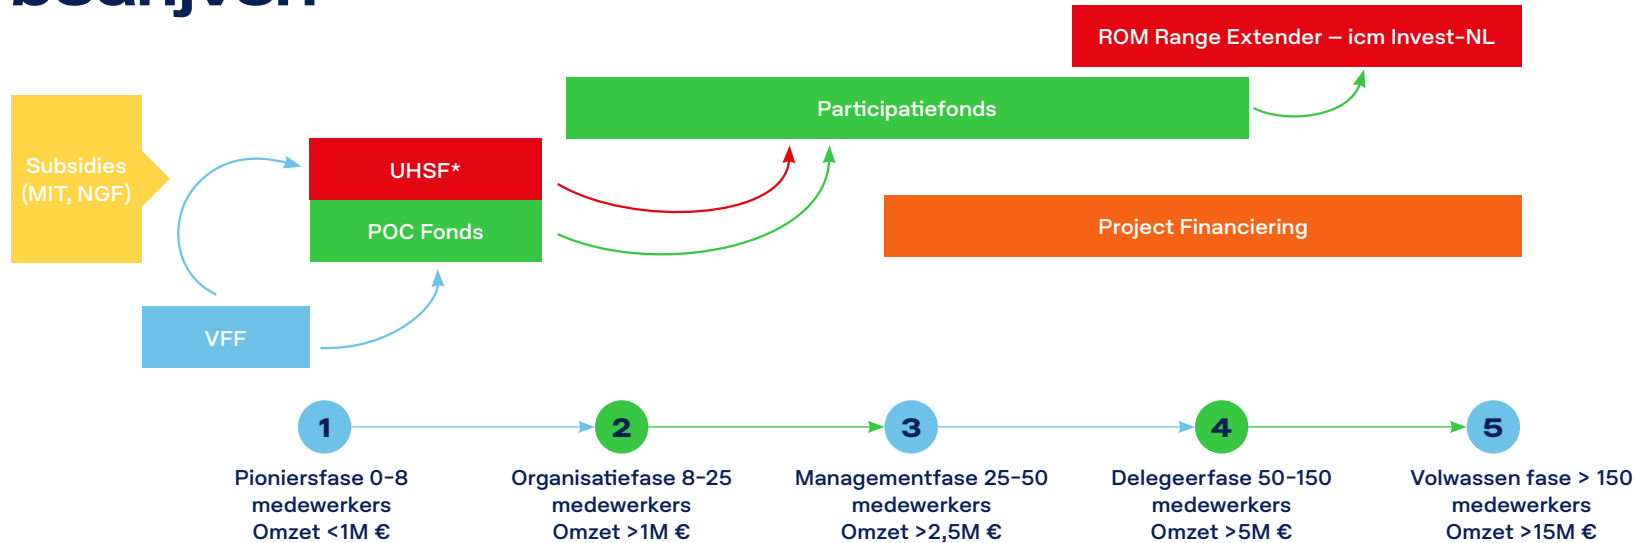 bedrijven
ROM Range Extender – icm Invest-NL
Participatiefonds
Subsidies
(MIT, NGF)
UHSF*
POC Fonds
Project Financiering
VFF
1
2
3
4
5
Pioniersfase 0-8
medewerkers
Omzet <1M €
Organisatiefase 8-25
medewerkers
Omzet >1M €
Managementfase 25-50
medewerkers
Omzet >2,5M €
Delegeerfase 50-150
medewerkers
Omzet >5M €
Volwassen fase > 150
medewerkers
Omzet >15M €